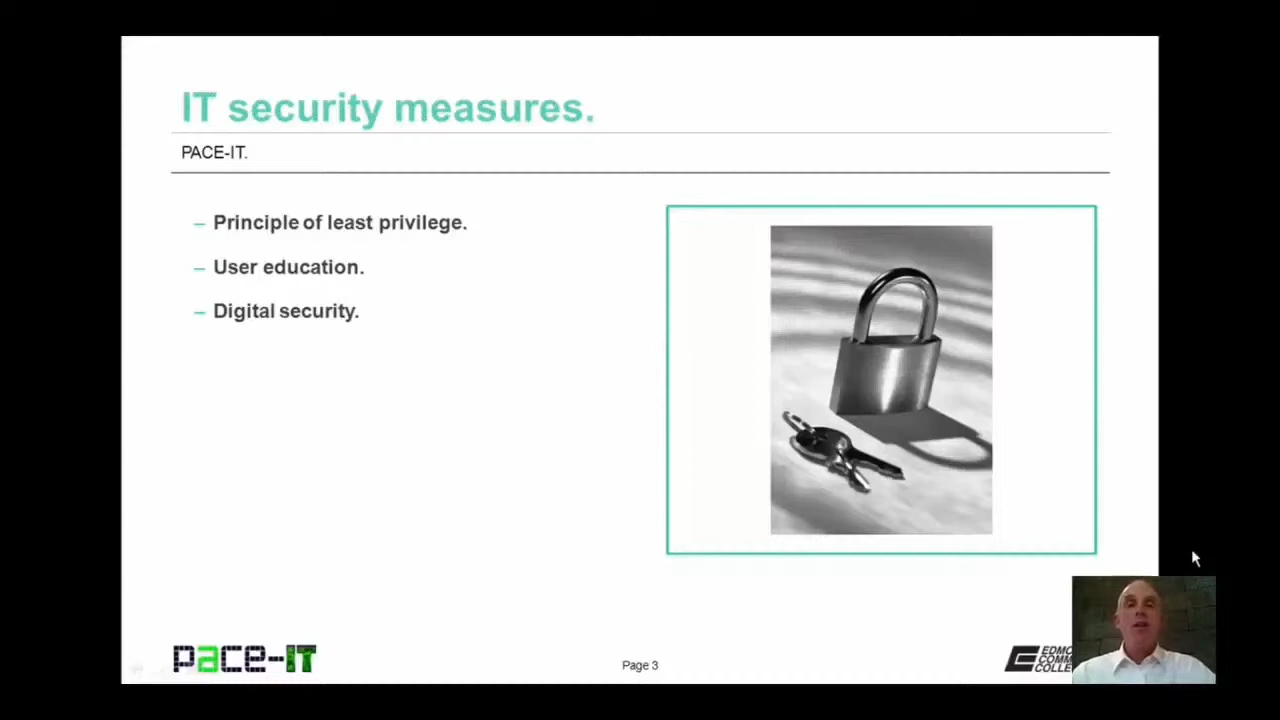 IT security measures.
PACE-IT.
– Principle of least privilege.
– User education.
– Digital security.
pace-IT
Page 3